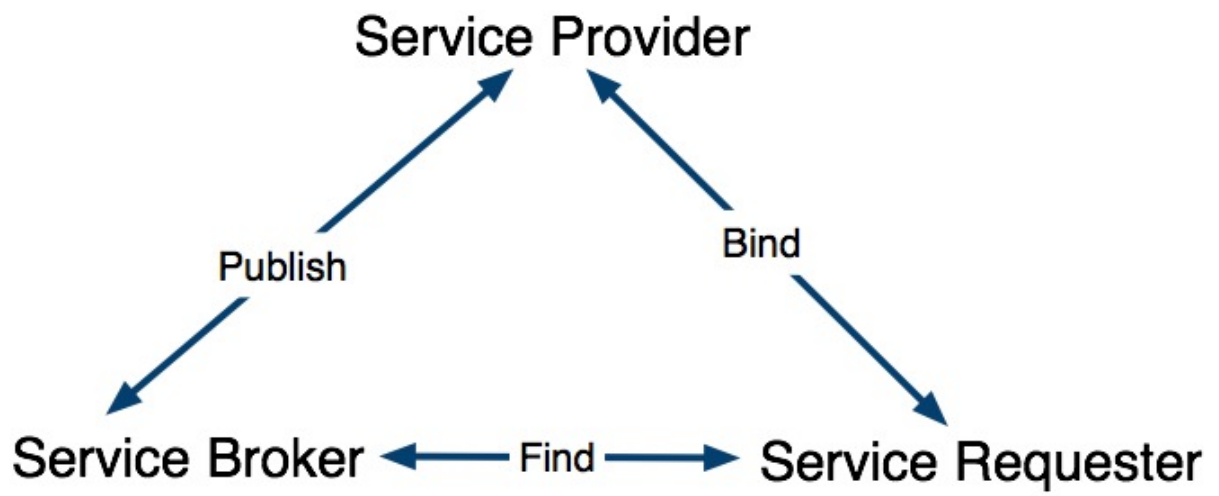 Service Provider
Bind
Publish
Service Broker
Find
Service Requester